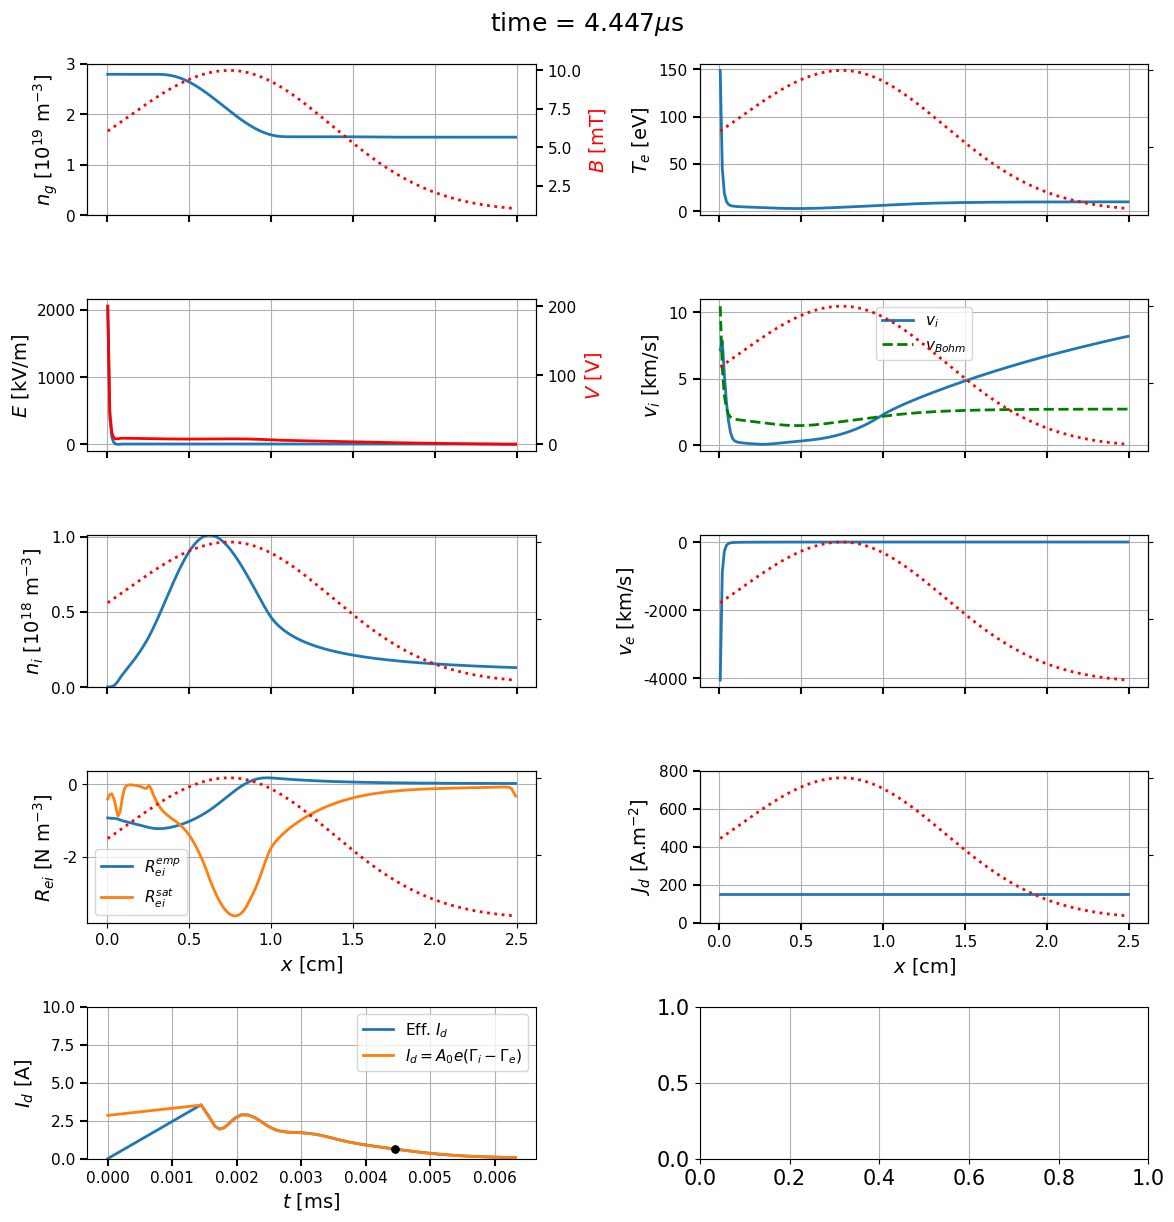 time = 4.447μs
3
2
1
0
n_g [10^19 m^−3]
10.0
7.5
5.0
2.5
B [mT]
150
100
50
0
T_e [eV]
2000
1000
0
E [kV/m]
200
100
0
V [V]
10
5
0
v_i [km/s]
v_i
v_Bohm
1.0
0.5
0.0
n_i [10^18 m^−3]
0
-2000
-4000
v_e [km/s]
0
-2
R_ei [N m^−3]
R_ei^emp
R_ei^sat
0.0 0.5 1.0 1.5 2.0 2.5
x [cm]
800
600
400
200
0
J_d [A.m^−2]
0.0 0.5 1.0 1.5 2.0 2.5
x [cm]
10.0
7.5
5.0
2.5
0.0
I_d [A]
Eff. I_d
I_d = A_0e(Γ_i − Γ_e)
0.000 0.001 0.002 0.003 0.004 0.005 0.006
t [ms]
1.0
0.5
0.0
0.0 0.2 0.4 0.6 0.8 1.0